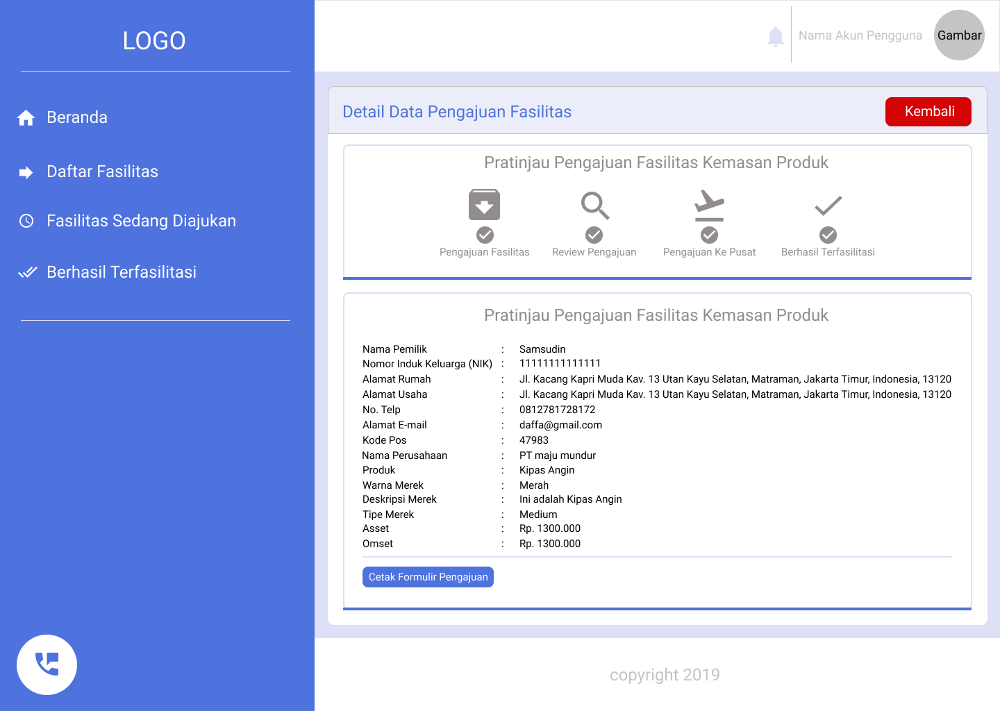 LOGO
Beranda
Daftar Fasilitas
Fasilitas Sedang Diajukan
Berhasil Terfasilitasi
Nama Akun Pengguna
Gambar
Detail Data Pengajuan Fasilitas
Kembali
Pratinjau Pengajuan Fasilitas Kemasan Produk
Pengajuan Fasilitas Review Pengajuan Pengajuan Ke Pusat Berhasil Terfasilitasi
Pratinjau Pengajuan Fasilitas Kemasan Produk
Nama Pemilik : Samsudin
Nomor Induk Keluarga (NIK) : 11111111111111
Alamat Rumah : Jl. Kacang Kapri Muda Kav. 13 Utan Kayu Selatan, Matraman, Jakarta Timur, Indonesia, 13120
Alamat Usaha : Jl. Kacang Kapri Muda Kav. 13 Utan Kayu Selatan, Matraman, Jakarta Timur, Indonesia, 13120
No. Telp : 0812781728172
Alamat E-mail : daffa@gmail.com
Kode Pos : 47983
Nama Perusahaan : PT maju mundur
Produk : Kipas Angin
Warna Merek : Merah
Deskripsi Merek : Ini adalah Kipas Angin
Tipe Merek : Medium
Asset : Rp. 1300.000
Omset : Rp. 1300.000
Cetak Formulir Pengajuan
copyright 2019